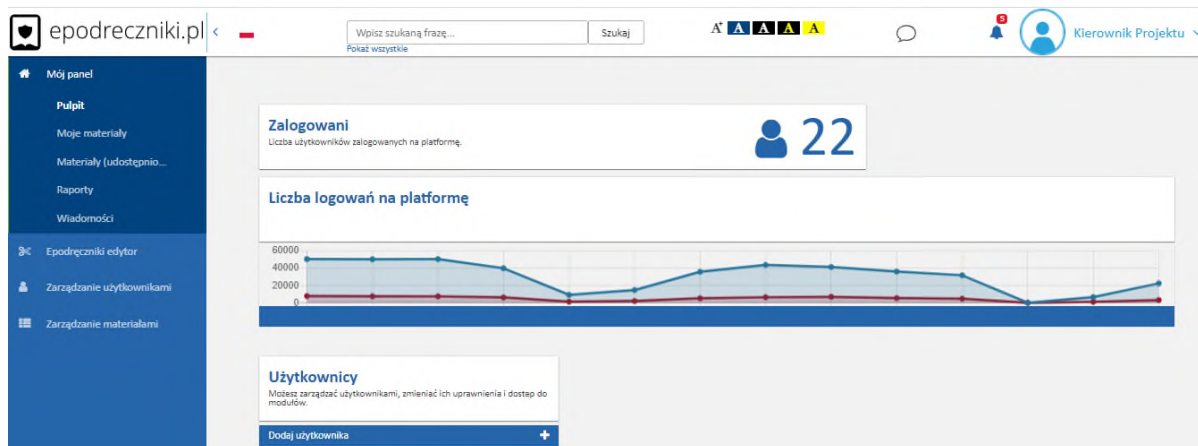 epodreczniki.pl
Wpisz szukaną frazę...
Szukaj
Pokaż wszystkie
A+ A A A A
5
Kierownik Projektu
Mój panel
Pulpit
Moje materiały
Materiały (udostępnio...
Raporty
Wiadomości
Epodręczniki edytor
Zarządzanie użytkownikami
Zarządzanie materiałami
Zalogowani
Liczba użytkowników zalogowanych na platformę.
22
Liczba logowań na platformę
60000
40000
20000
0
Użytkownicy
Możesz zarządzać użytkownikami, zmieniać ich uprawnienia i dostep do
modułów.
Dodaj użytkownika